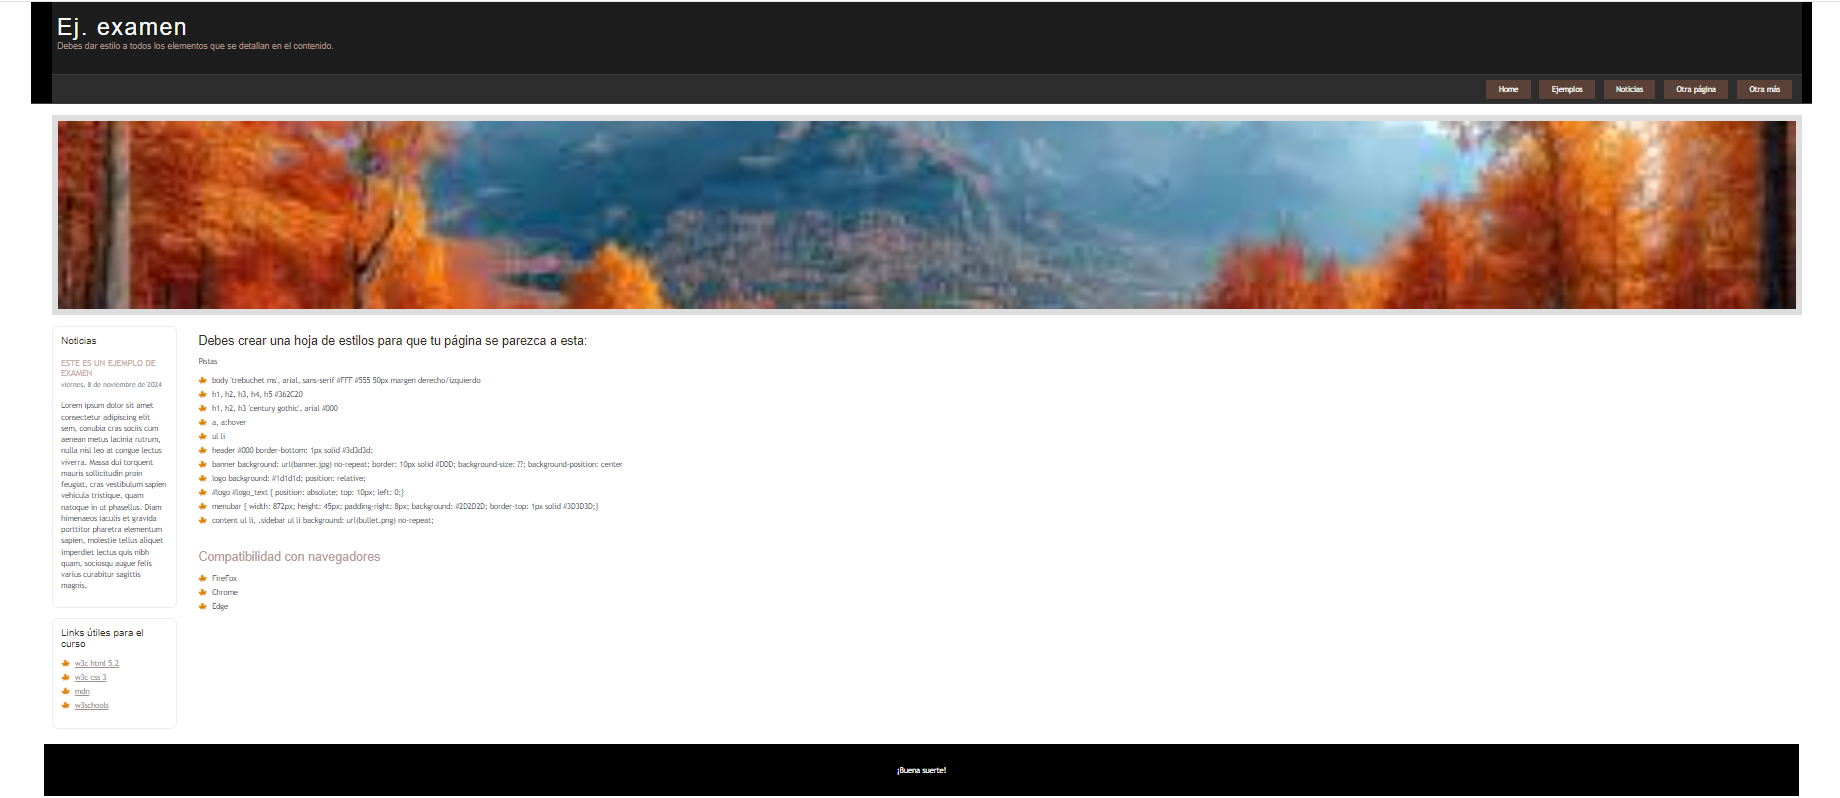 Ej. examen
Debes dar estilo a todos los elementos que se detallan en el contenido.
Home Ejemplos Noticias Otra página Otra más
Noticias
ESTE ES UN EJEMPLO DE
EXAMEN
viernes, 8 de noviembre de 2024
Lorem ipsum dolor sit amet
consectetur adipiscing elit
sem, conubia cras sociis cum
aenean metus lacinia rutrum,
nulla nisl leo at congue lectus
viverra. Massa dui torquent
mauris sollicitudin proin
feugiat, cras vestibulum sapien
vehicula tristique, quam
natoque in ut phasellus. Diam
himenaeos iaculis et gravida
porttitor pharetra elementum
sapien, molestie tellus aliquet
imperdiet lectus quis nibh
quam, sociosqu augue felis
varius curabitur sagittis
magnis.
Links útiles para el
curso
w3c html 5.2
w3c css 3
mdn
w3schools
Debes crear una hoja de estilos para que tu página se parezca a esta:
Pistas
body 'trebuchet ms', arial, sans-serif #FFF #555 50px margen derecho/izquierdo
h1, h2, h3, h4, h5 #362C20
h1, h2, h3 'century gothic', arial #000
a, a:hover
ul li
header #000 border-bottom: 1px solid #3d3d3d;
banner background: url(banner.jpg) no-repeat; border: 10px solid #DDD; background-size: ??; background-position: center
logo background: #1d1d1d; position: relative;
#logo #logo_text { position: absolute; top: 10px; left: 0;}
menubar { width: 872px; height: 45px; padding-right: 8px; background: #2D2D2D; border-top: 1px solid #3D3D3D;}
content ul li, .sidebar ul li background: url(bullet.png) no-repeat;
Compatibilidad con navegadores
FireFox
Chrome
Edge
¡Buena suerte!